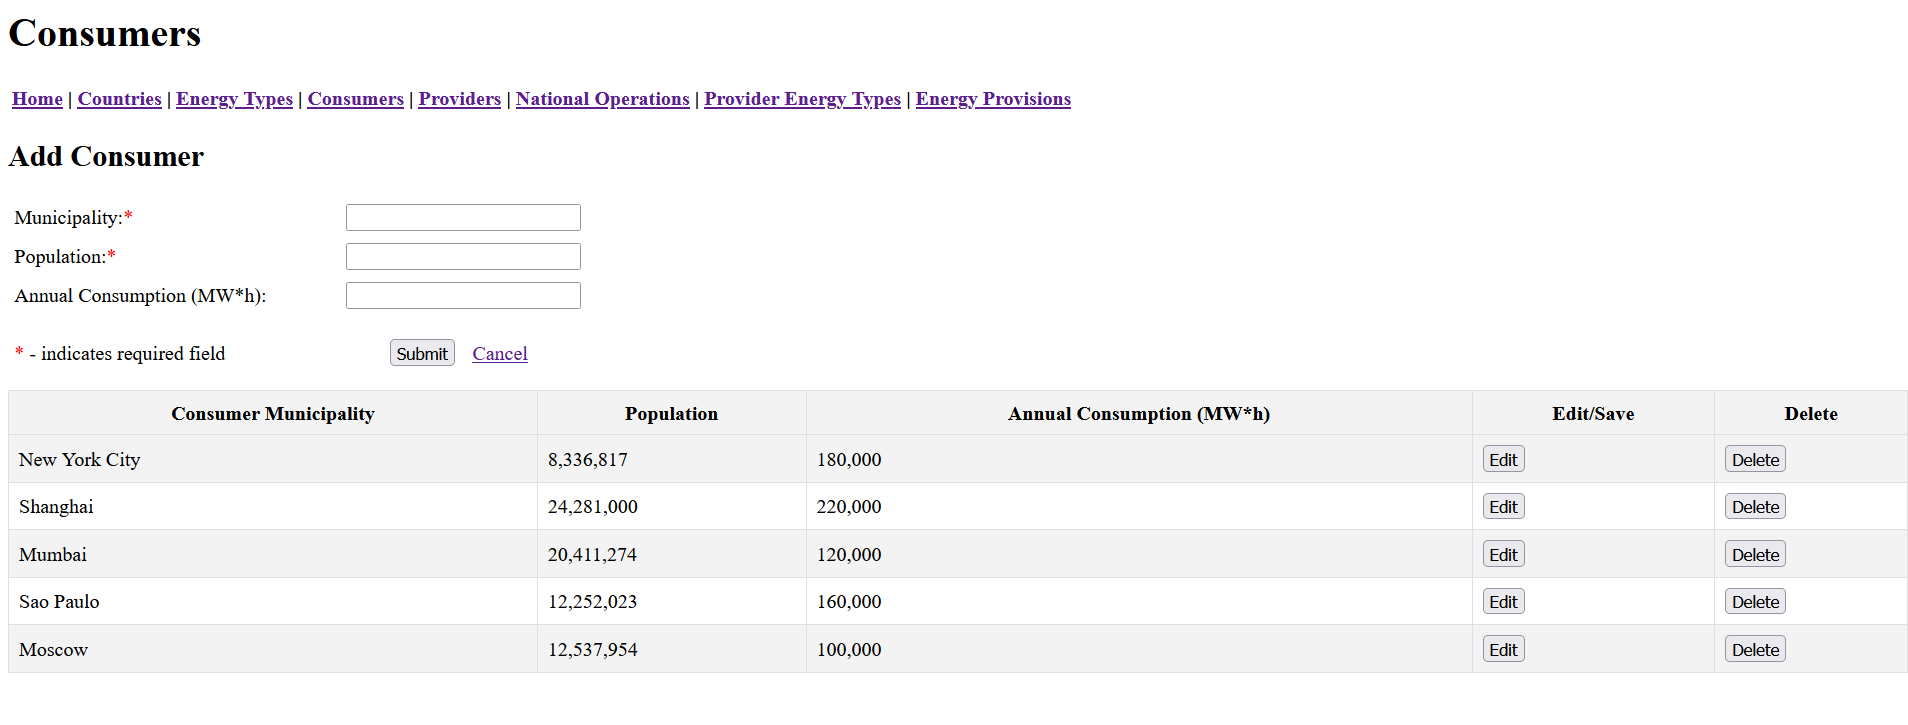 Consumers
Home | Countries | Energy Types | Consumers | Providers | National Operations | Provider Energy Types | Energy Provisions
Add Consumer
Municipality:*
Population:*
Annual Consumption (MW*h):
* - indicates required field Submit Cancel
Consumer Municipality Population Annual Consumption (MW*h) Edit/Save Delete
New York City 8,336,817 180,000 Edit Delete
Shanghai 24,281,000 220,000 Edit Delete
Mumbai 20,411,274 120,000 Edit Delete
Sao Paulo 12,252,023 160,000 Edit Delete
Moscow 12,537,954 100,000 Edit Delete